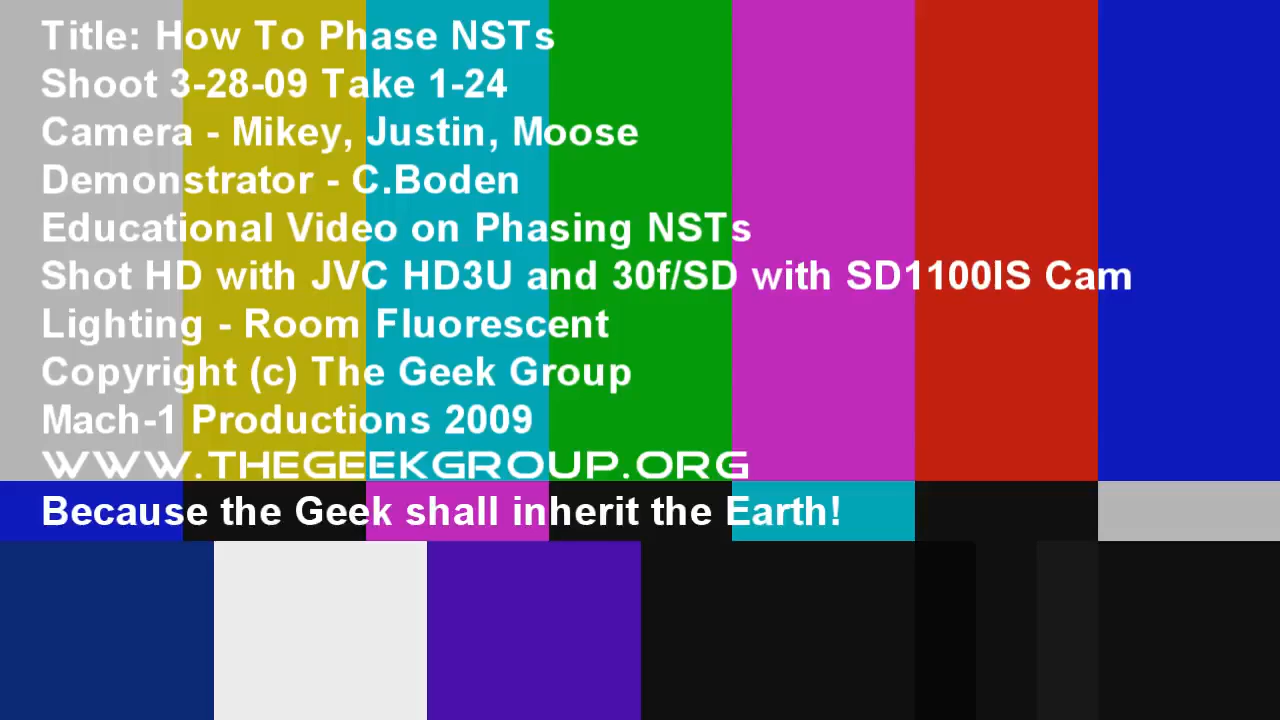 Title: How To Phase NSTs
Shoot 3-28-09 Take 1-24
Camera - Mikey, Justin, Moose
Demonstrator - C.Boden
Educational Video on Phasing NSTs
Shot HD with JVC HD3U and 30f/SD with SD1100IS Cam
Lighting - Room Fluorescent
Copyright (c) The Geek Group
Mach-1 Productions 2009
WWW.THEGEEKGROUP.ORG
Because the Geek shall inherit the Earth!